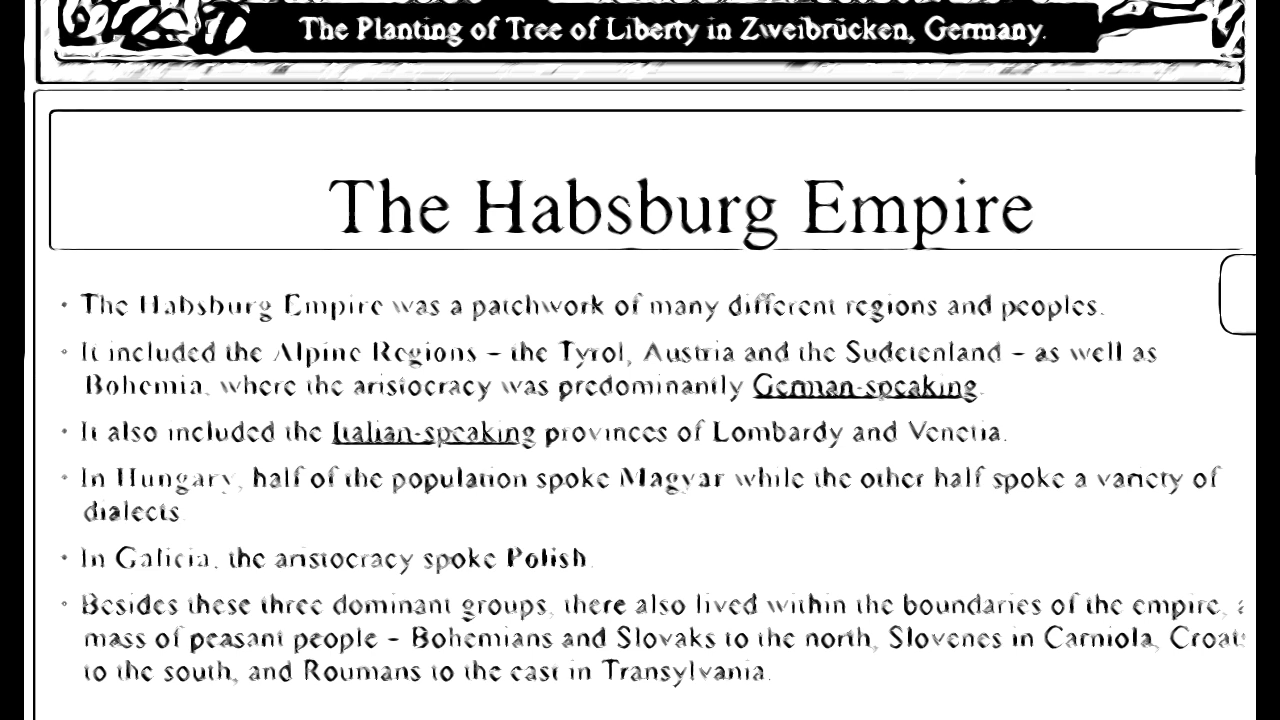 The Planting of Tree of Liberty in Zweibrücken, Germany.
The Habsburg Empire
• The Habsburg Empire was a patchwork of many different regions and peoples.
• It included the Alpine Regions – the Tyrol, Austria and the Sudetenland – as well as
Bohemia, where the aristocracy was predominantly German-speaking.
• It also included the Italian-speaking provinces of Lombardy and Venetia.
• In Hungary, half of the population spoke Magyar while the other half spoke a variety of
dialects.
• In Galicia, the aristocracy spoke Polish.
• Besides these three dominant groups, there also lived within the boundaries of the empire, a
mass of peasant people – Bohemians and Slovaks to the north, Slovenes in Carniola, Croats
to the south, and Roumans to the east in Transylvania.